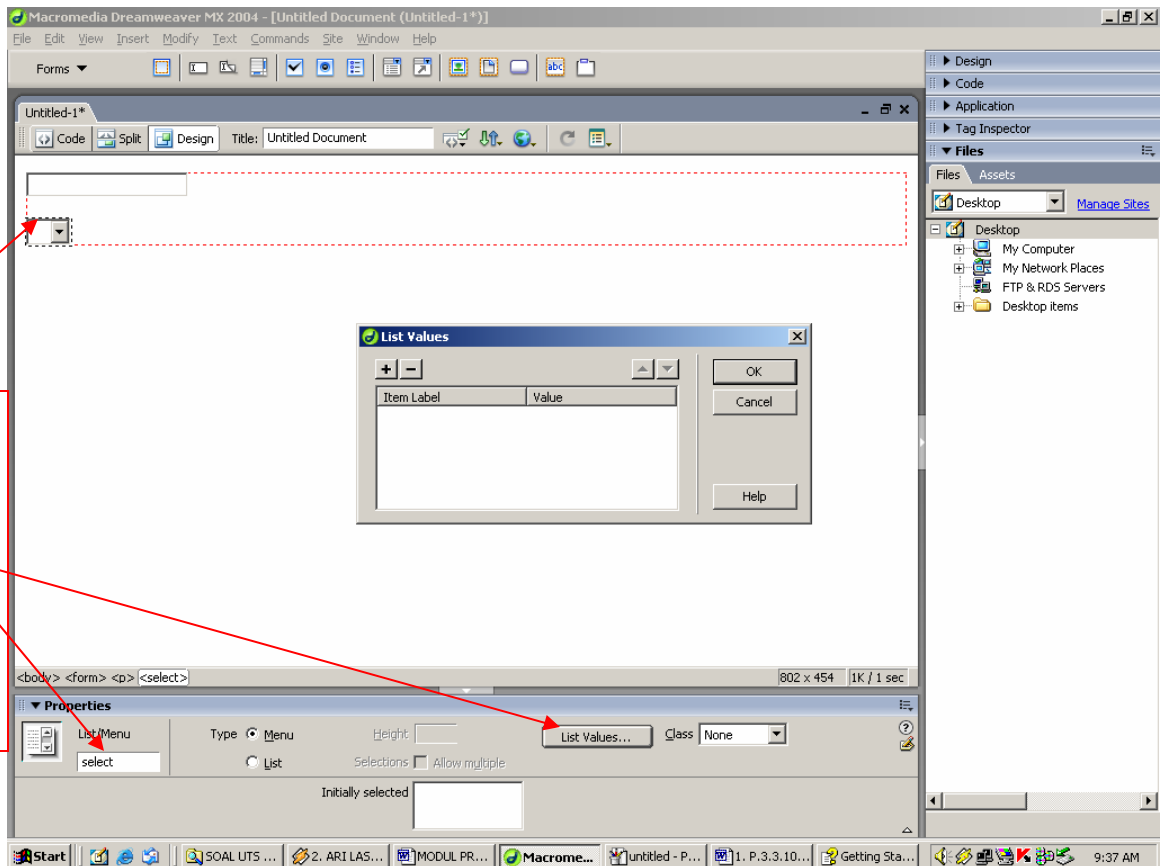 Macromedia Dreamweaver MX 2004 - [Untitled Document (Untitled-1*)]
File Edit View Insert Modify Text Commands Site Window Help
Forms
abc
Untitled-1*
Code Split Design Title: Untitled Document
List Values
Item Label Value
OK
Cancel
Help
<body> <form> <p> <select>
802 x 454 1K / 1 sec
Properties
List/Menu
select
Type Menu
List
Height
Selections Allow multiple
List Values...
Class None
Initially selected
Design
Code
Application
Tag Inspector
Files
Files Assets
Desktop Manage Sites
Desktop
My Computer
My Network Places
FTP & RDS Servers
Desktop items
Start SOAL UTS ... 2. ARI LAS... MODUL PR... Macrome... untitled - P... 1. P.3.3.10... Getting Sta... 9:37 AM